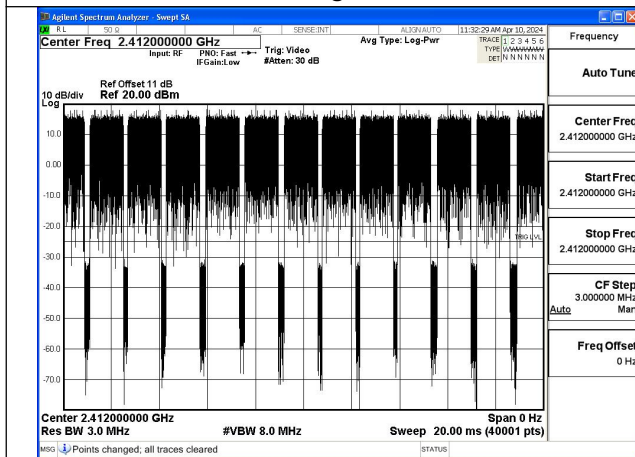 Agilent Spectrum Analyzer - Swept SA
RL 50 Ω AC SENSE:INT ALIGNAUTO 11:32:29 AM Apr 10, 2024
Center Freq 2.412000000 GHz
Input: RF PNO: Fast Trig: Video Avg Type: Log-Pwr TRACE 1 2 3 4 5 6
IFGain:Low #Atten: 30 dB TYPE
DET N N N N N N
Ref Offset 11 dB
10 dB/div Ref 20.00 dBm
Log
10.0
0.00
-10.0
-20.0
TRIG LVL
-30.0
-40.0
-50.0
-60.0
-70.0
Center 2.412000000 GHz Span 0 Hz
Res BW 3.0 MHz #VBW 8.0 MHz Sweep 20.00 ms (40001 pts)
MSG Points changed; all traces cleared STATUS
Frequency
Auto Tune
Center Freq
2.412000000 GHz
Start Freq
2.412000000 GHz
Stop Freq
2.412000000 GHz
CF Step
3.000000 MHz
Auto Man
Freq Offset
0 Hz